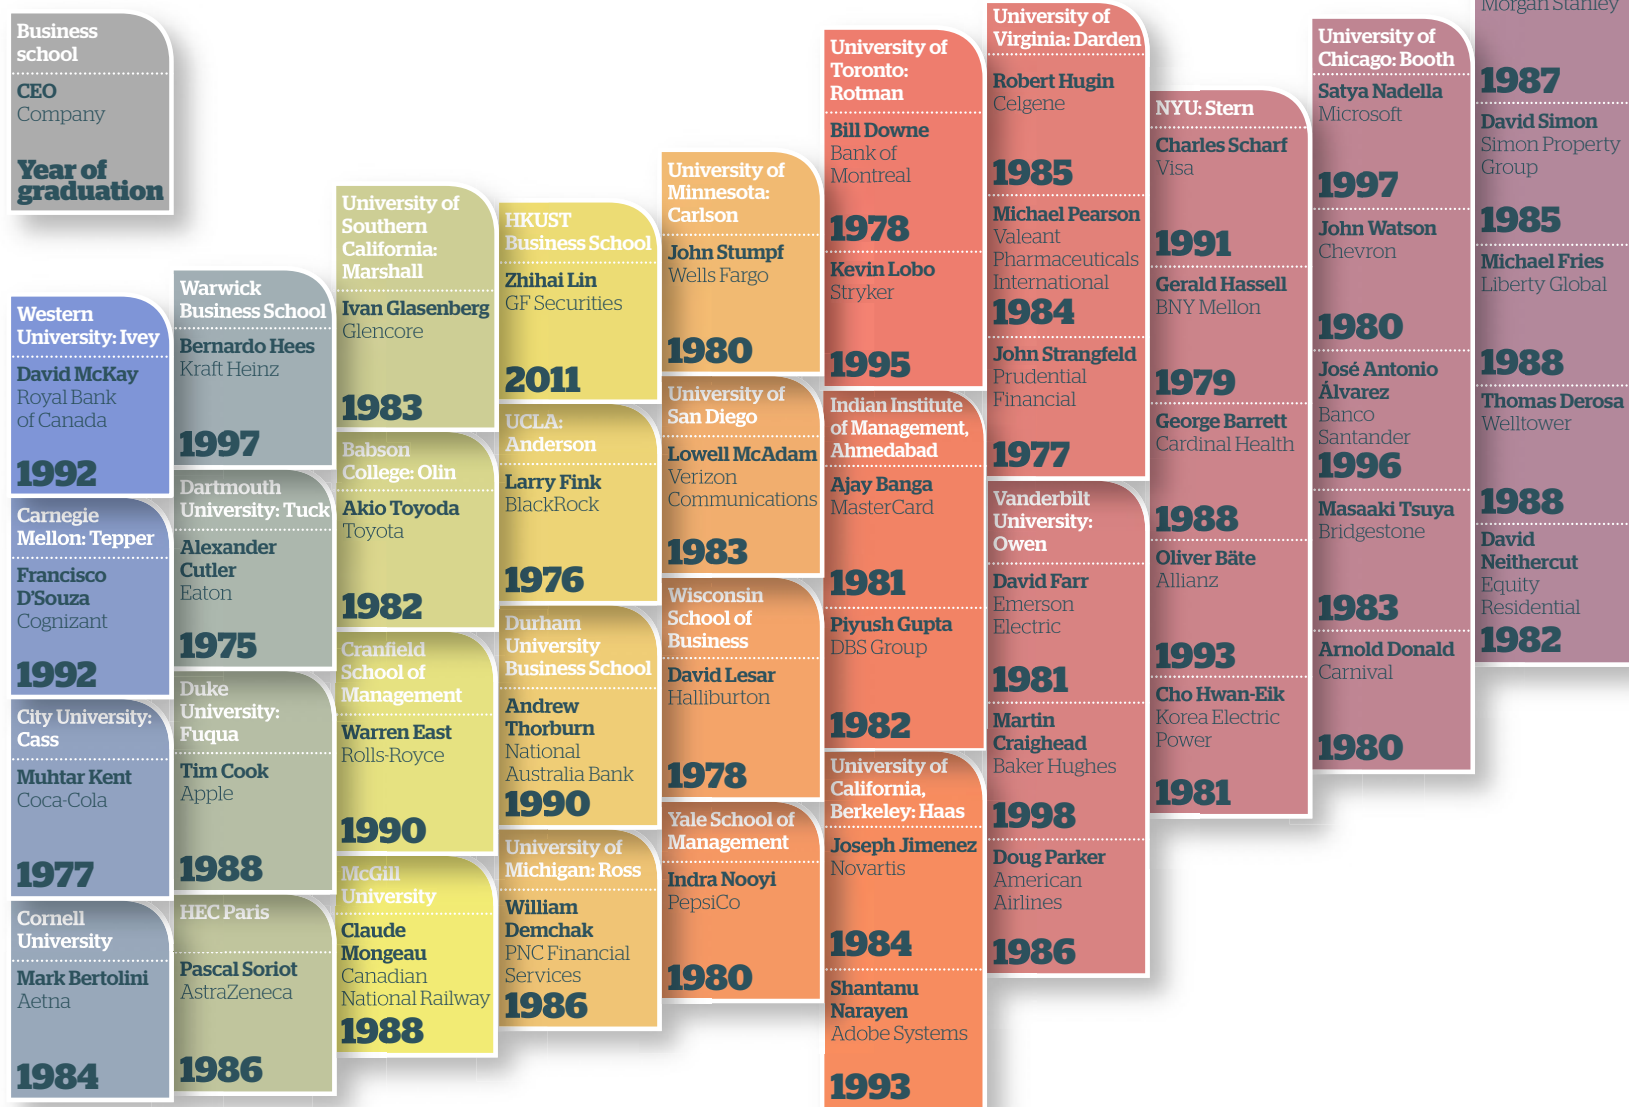 Business
school
CEO
Company
Year of
graduation
Western
University: Ivey
David McKay
Royal Bank
of Canada
1992
Carnegie
Mellon: Tepper
Francisco
D'Souza
Cognizant
1992
City University:
Cass
Muhtar Kent
Coca-Cola
1977
Cornell
University
Mark Bertolini
Aetna
1984
Warwick
Business School
Bernardo Hees
Kraft Heinz
1997
Dartmouth
University: Tuck
Alexander
Cutler
Eaton
1975
Duke
University:
Fuqua
Tim Cook
Apple
1988
HEC Paris
Pascal Soriot
AstraZeneca
1986
University of
Southern
California:
Marshall
Ivan Glasenberg
Glencore
1983
Babson
College: Olin
Akio Toyoda
Toyota
1982
Cranfield
School of
Management
Warren East
Rolls-Royce
1990
McGill
University
Claude
Mongeau
Canadian
National Railway
1988
HKUST
Business School
Zhihai Lin
GF Securities
2011
UCLA:
Anderson
Larry Fink
BlackRock
1976
Durham
University
Business School
Andrew
Thorburn
National
Australia Bank
1990
University of
Michigan: Ross
William
Demchak
PNC Financial
Services
1986
University of
Minnesota:
Carlson
John Stumpf
Wells Fargo
1980
University of
San Diego
Lowell McAdam
Verizon
Communications
1983
Wisconsin
School of
Business
David Lesar
Halliburton
1978
Yale School of
Management
Indra Nooyi
PepsiCo
1980
University of
Toronto:
Rotman
Bill Downe
Bank of
Montreal
1978
Kevin Lobo
Stryker
1995
Indian Institute
of Management,
Ahmedabad
Ajay Banga
MasterCard
1981
Piyush Gupta
DBS Group
1982
University of
California,
Berkeley: Haas
Joseph Jimenez
Novartis
1984
Shantanu
Narayen
Adobe Systems
1993
University of
Virginia: Darden
Robert Hugin
Celgene
1985
Michael Pearson
Valeant
Pharmaceuticals
International
1984
John Strangfeld
Prudential
Financial
1977
Vanderbilt
University:
Owen
David Farr
Emerson
Electric
1981
Martin
Craighead
Baker Hughes
1998
Doug Parker
American
Airlines
1986
NYU: Stern
Charles Scharf
Visa
1991
Gerald Hassell
BNY Mellon
1979
George Barrett
Cardinal Health
1988
Oliver Bäte
Allianz
1993
Cho Hwan-Eik
Korea Electric
Power
1981
University of
Chicago: Booth
Satya Nadella
Microsoft
1997
John Watson
Chevron
1980
José Antonio
Álvarez
Banco
Santander
1996
Masaaki Tsuya
Bridgestone
1983
Arnold Donald
Carnival
1980
Morgan Stanley
1987
David Simon
Simon Property
Group
1985
Michael Fries
Liberty Global
1988
Thomas Derosa
Welltower
1988
David
Neithercut
Equity
Residential
1982